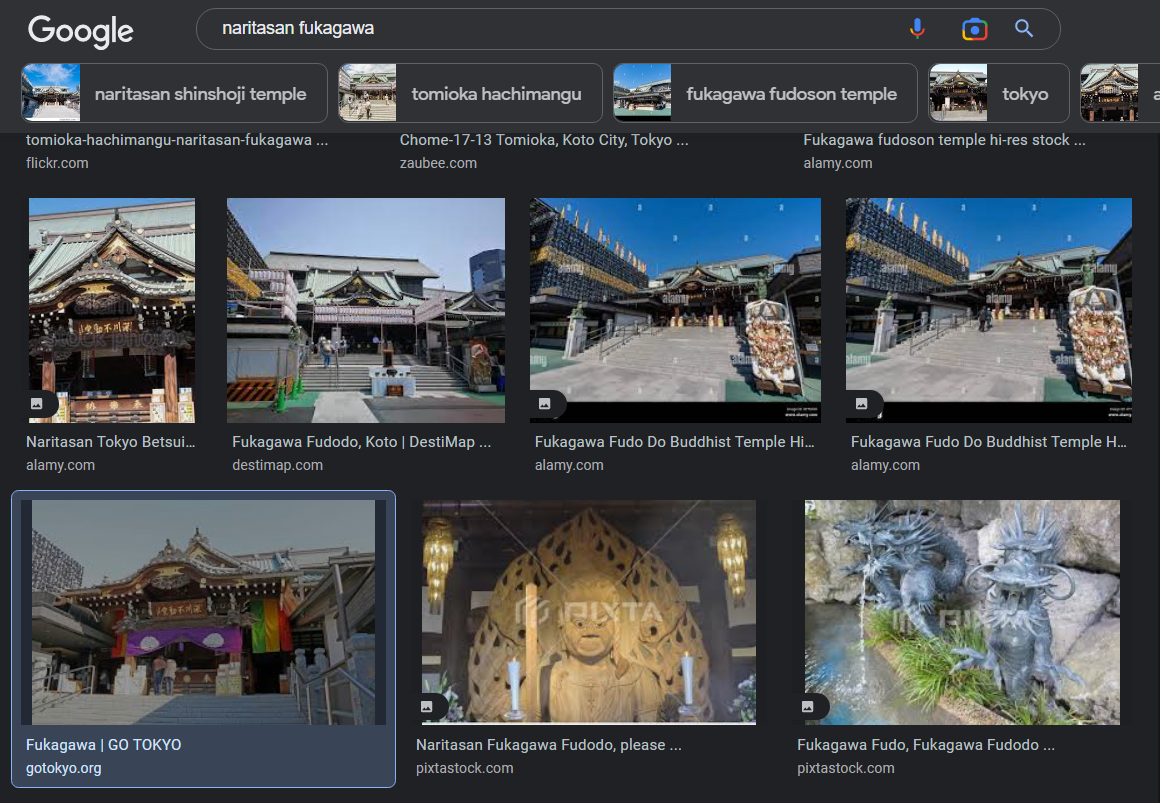 Google
naritasan fukagawa
naritasan shinshoji temple
tomioka hachimangu
fukagawa fudoson temple
tokyo
a
tomioka-hachimangu-naritasan-fukagawa ...
Chome-17-13 Tomioka, Koto City, Tokyo ...
Fukagawa fudoson temple hi-res stock ...
flickr.com
zaubee.com
alamy.com
Naritasan Tokyo Betsui...
Fukagawa Fudodo, Koto | DestiMap ...
Fukagawa Fudo Do Buddhist Temple Hi...
Fukagawa Fudo Do Buddhist Temple H...
alamy.com
destimap.com
alamy.com
alamy.com
PIXTA
Fukagawa | GO TOKYO
Naritasan Fukagawa Fudodo, please ...
Fukagawa Fudo, Fukagawa Fudodo ...
gotokyo.org
pixtastock.com
pixtastock.com